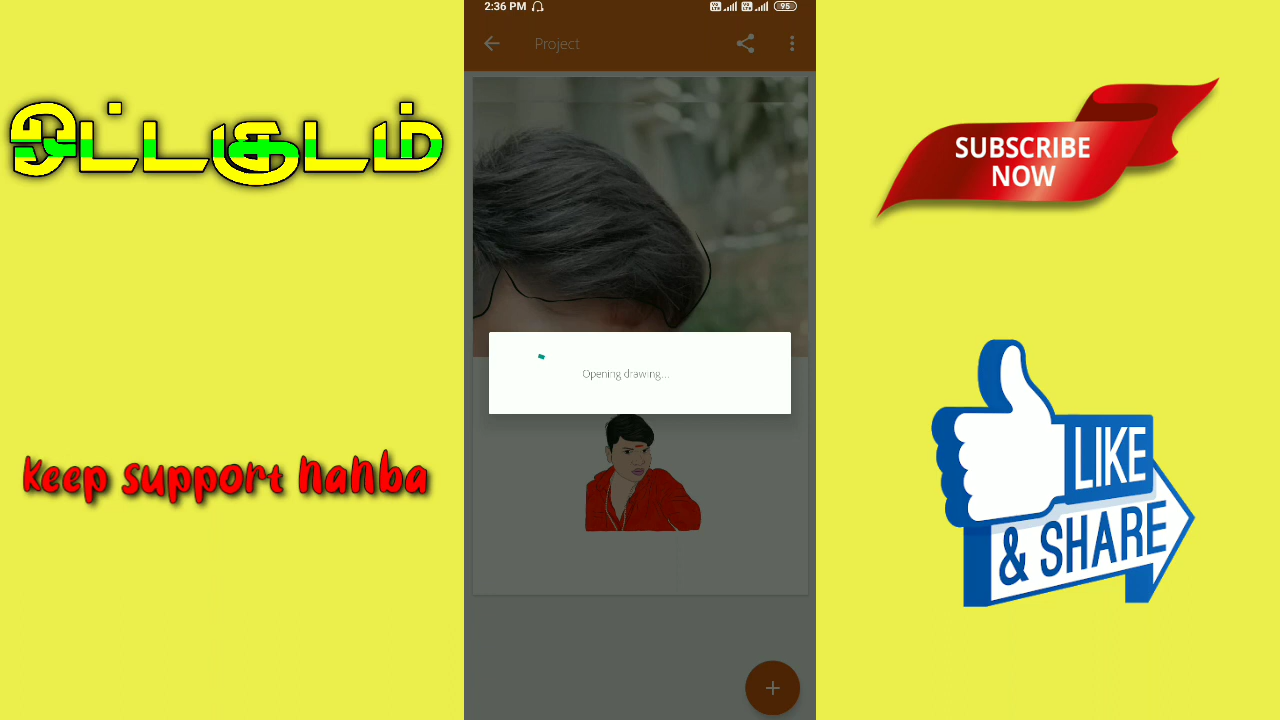 ஒட்டகுடம்
Keep support nanba
2:36 PM
95
Project
Opening drawing...
SUBSCRIBE
NOW
LIKE
& SHARE